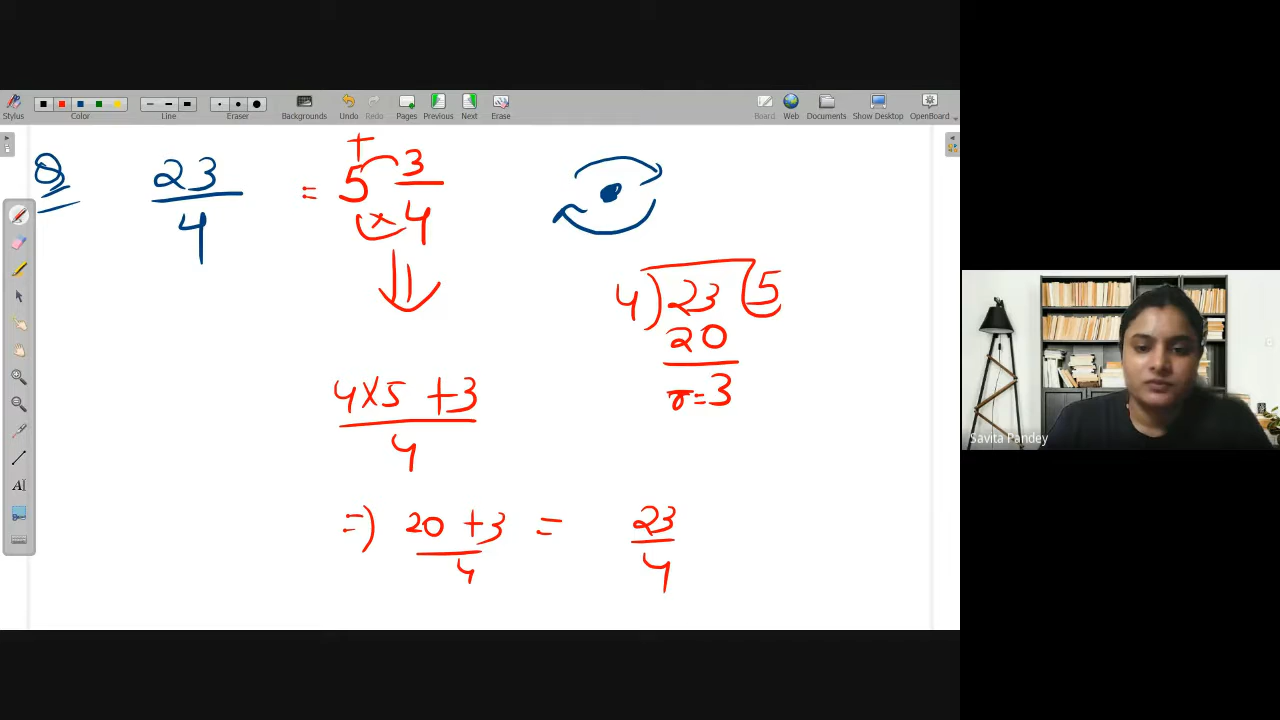 Stylus Color Line Eraser Backgrounds Undo Redo Pages Previous Next Erase Board Web Documents Show Desktop OpenBoard
Q 23/4 = 5 3/4
+
×
4) 23 (5
20
r=3
4×5 +3
4
=) 20 +3 = 23
4 4
Savita Pandey